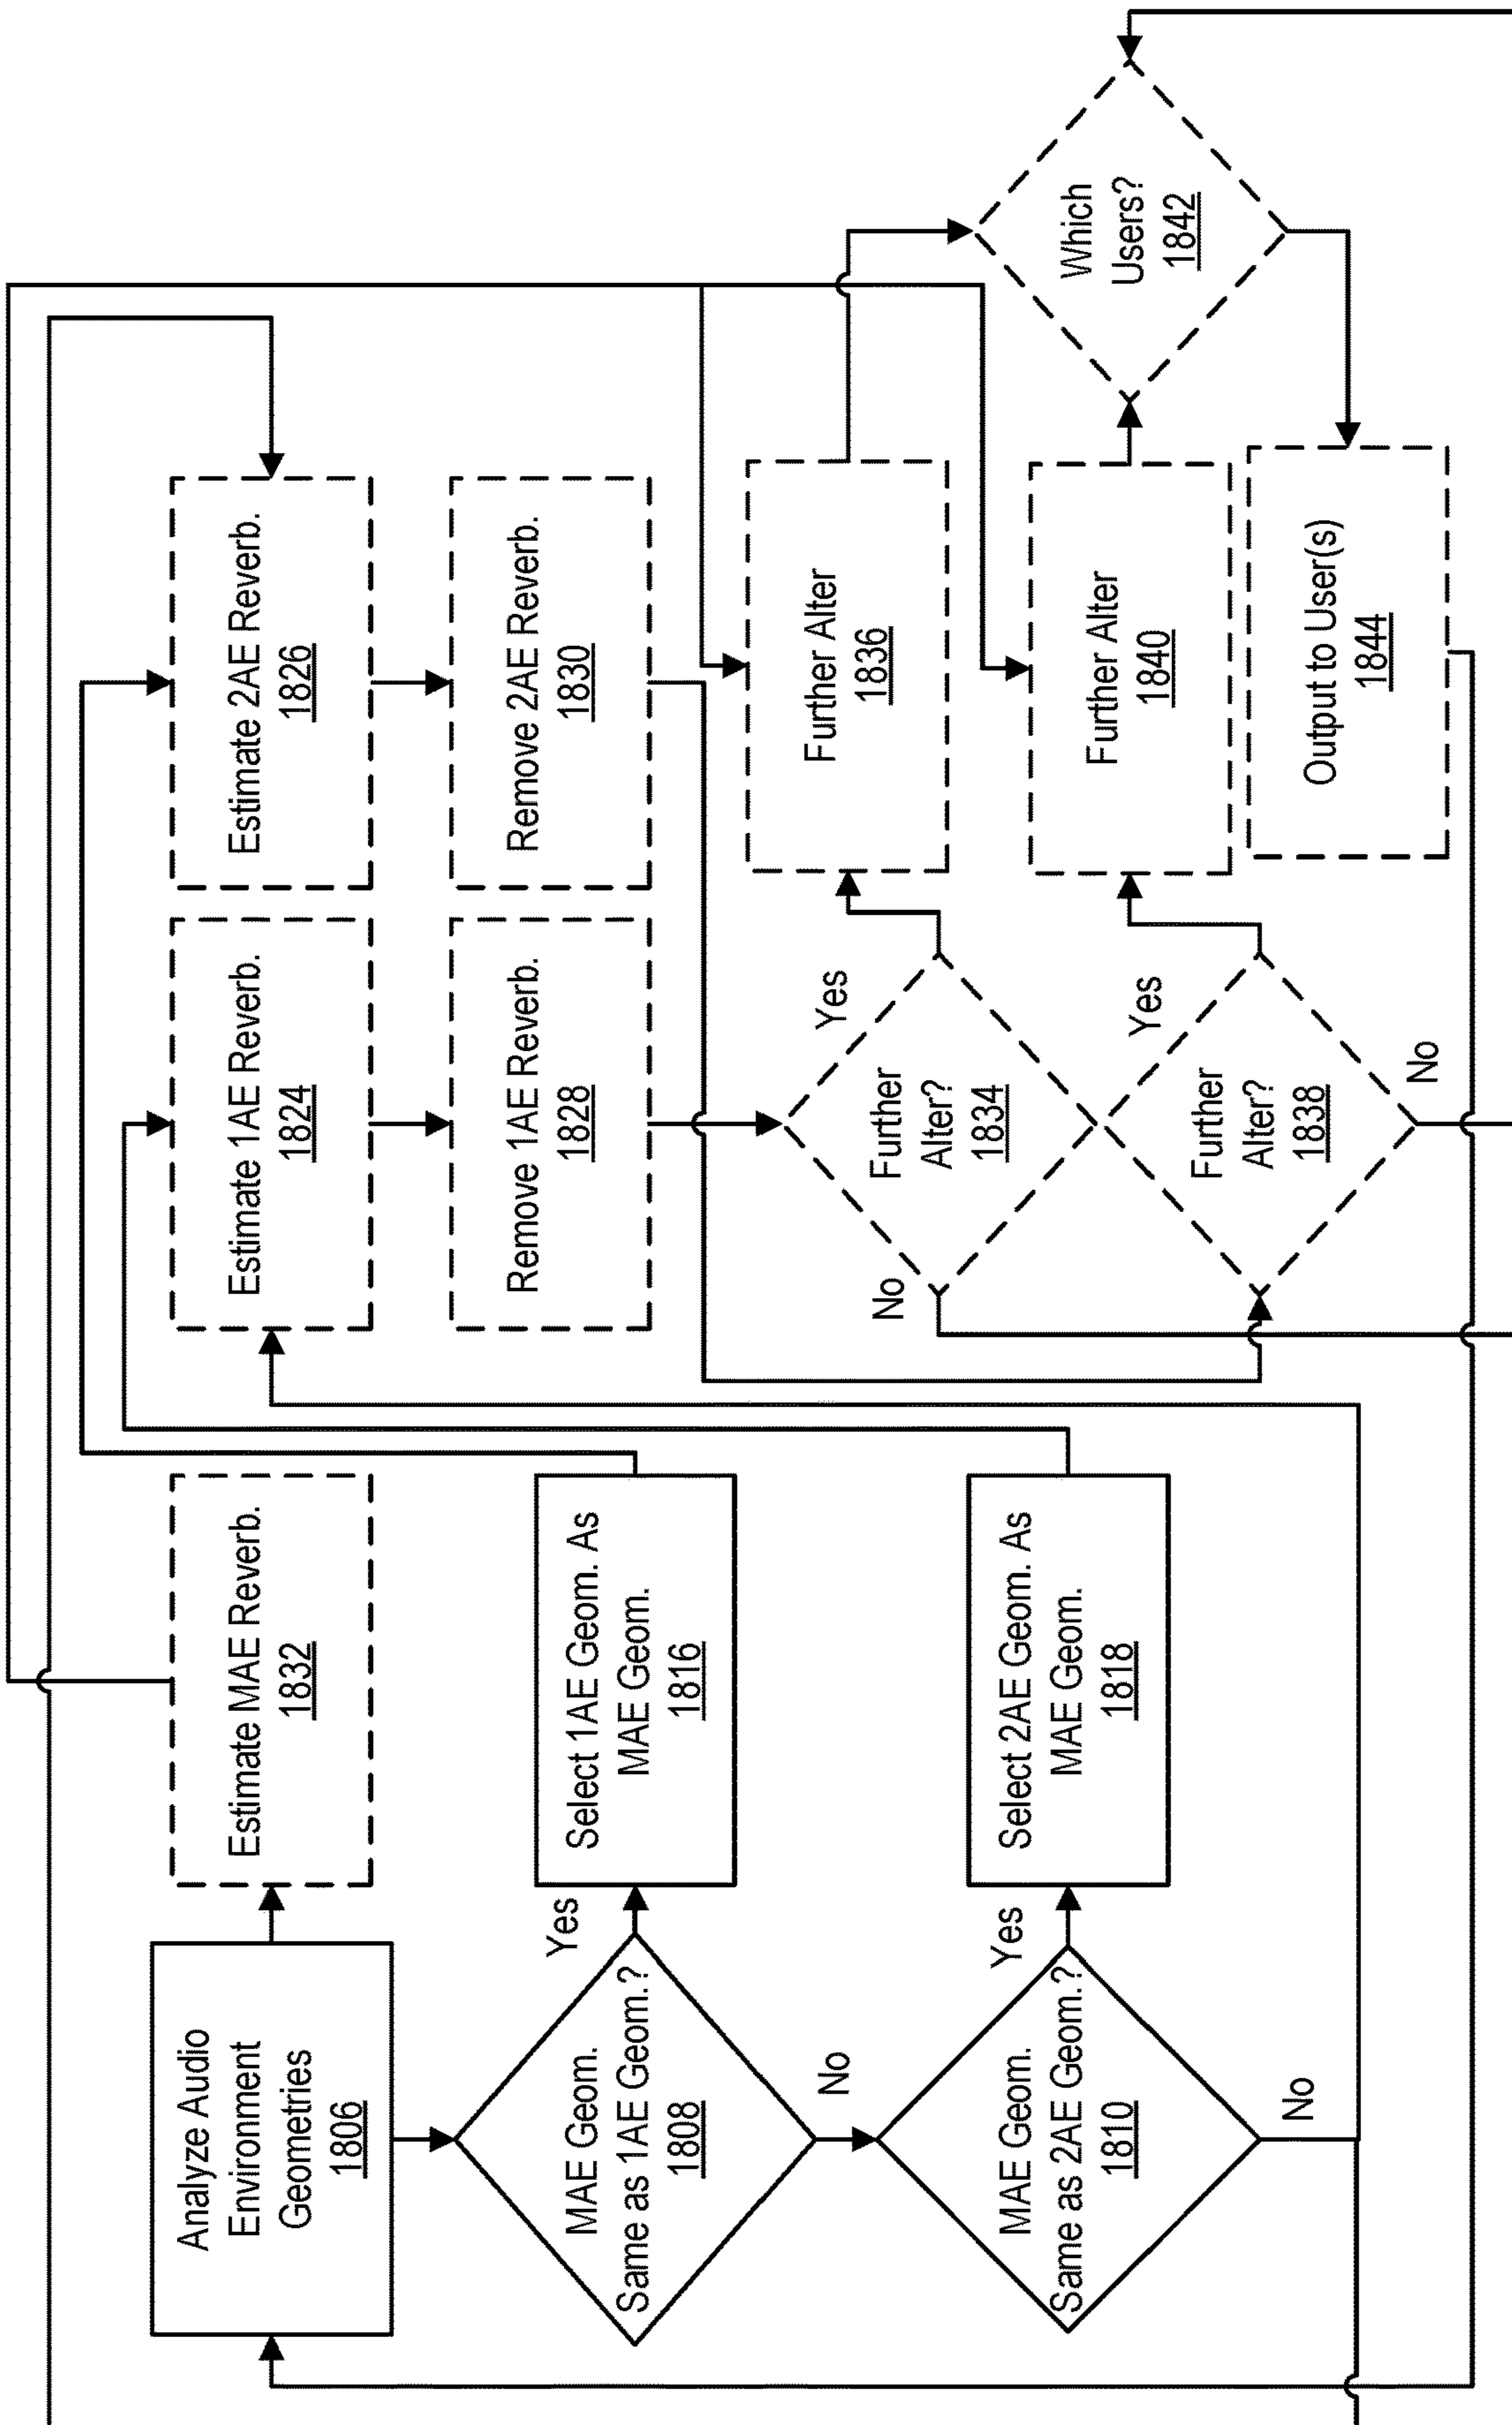 Analyze Audio
Environment
Geometries
1806
Estimate MAE Reverb.
1832
Estimate 1AE Reverb.
1824
Estimate 2AE Reverb.
1826
Remove 1AE Reverb.
1828
Remove 2AE Reverb.
1830
MAE Geom.
Same as 1AE Geom.?
1808
Yes
No
Select 1AE Geom. As
MAE Geom.
1816
MAE Geom.
Same as 2AE Geom.?
1810
Yes
No
Select 2AE Geom. As
MAE Geom.
1818
Further
Alter?
1834
Yes
No
Further Alter
1836
Further
Alter?
1838
Yes
No
Further Alter
1840
Which
Users?
1842
Output to User(s)
1844